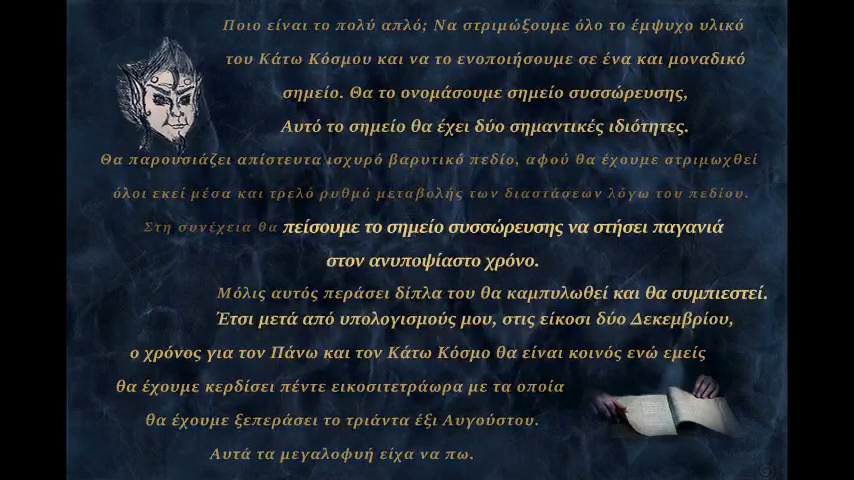 Ποιο είναι το πολύ απλό; Να στριμώξουμε όλο το έμψυχο υλικό
του Κάτω Κόσμου και να το ενοποιήσουμε σε ένα και μοναδικό
σημείο. Θα το ονομάσουμε σημείο συσσώρευσης,
Αυτό το σημείο θα έχει δύο σημαντικές ιδιότητες.
Θα παρουσιάζει απίστευτα ισχυρό βαρυτικό πεδίο, αφού θα έχουμε στριμωχθεί
όλοι εκεί μέσα και τρελό ρυθμό μεταβολής των διαστάσεων λόγω του πεδίου.
Στη συνέχεια θα πείσουμε το σημείο συσσώρευσης να στήσει παγανιά
στον ανυποψίαστο χρόνο.
Μόλις αυτός περάσει δίπλα του θα καμπυλωθεί και θα συμπιεστεί.
Έτσι μετά από υπολογισμούς μου, στις είκοσι δύο Δεκεμβρίου,
ο χρόνος για τον Πάνω και τον Κάτω Κόσμο θα είναι κοινός ενώ εμείς
θα έχουμε κερδίσει πέντε εικοσιτετράωρα με τα οποία
θα έχουμε ξεπεράσει το τριάντα έξι Αυγούστου.
Αυτά τα μεγαλοφυή είχα να πω.